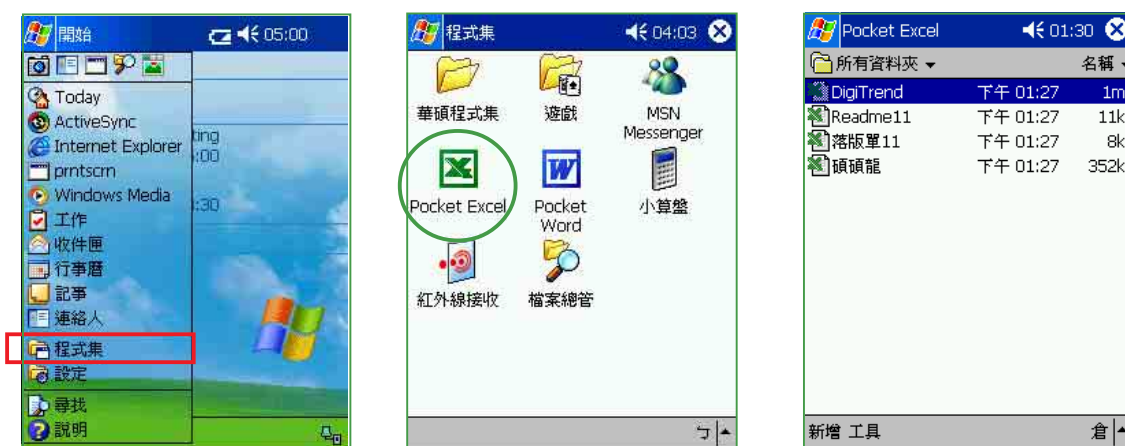 開始 05:00
Today
ActiveSync
Internet Explorer
prntscrn
Windows Media
工作
收件匣
行事曆
記事
連絡人
程式集
設定
尋找
說明
ting
:00
:30
程式集 04:03
華碩程式集 遊戲 MSN Messenger
Pocket Excel Pocket Word 小算盤
紅外線接收 檔案總管
ㄅ
Pocket Excel 01:30
所有資料夾 名稱
DigiTrend 下午 01:27 1m
Readme11 下午 01:27 11k
落版單11 下午 01:27 8k
碩碩龍 下午 01:27 352k
新增 工具 倉